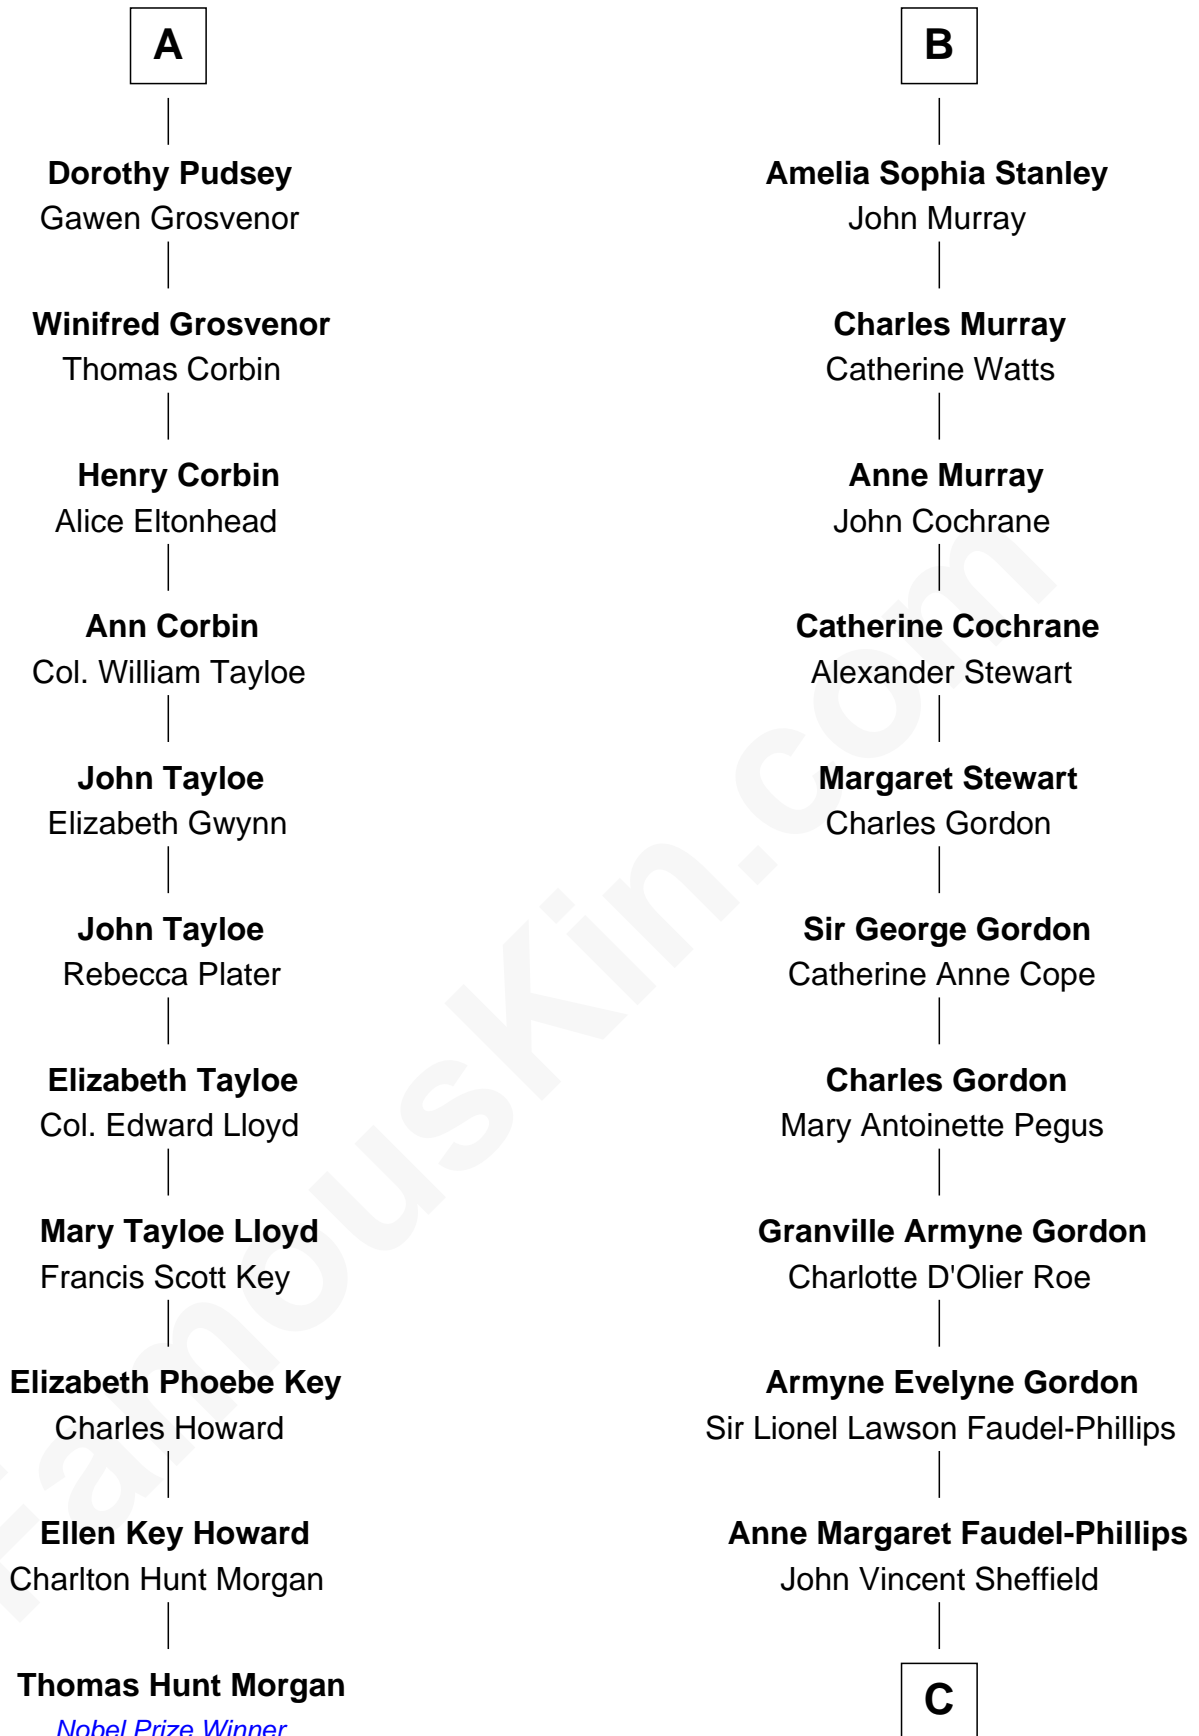 A
Dorothy Pudsey
Gawen Grosvenor
Winifred Grosvenor
Thomas Corbin
Henry Corbin
Alice Eltonhead
Ann Corbin
Col. William Tayloe
John Tayloe
Elizabeth Gwynn
John Tayloe
Rebecca Plater
Elizabeth Tayloe
Col. Edward Lloyd
Mary Tayloe Lloyd
Francis Scott Key
Elizabeth Phoebe Key
Charles Howard
Ellen Key Howard
Charlton Hunt Morgan
Thomas Hunt Morgan
Nobel Prize Winner
B
Amelia Sophia Stanley
John Murray
Charles Murray
Catherine Watts
Anne Murray
John Cochrane
Catherine Cochrane
Alexander Stewart
Margaret Stewart
Charles Gordon
Sir George Gordon
Catherine Anne Cope
Charles Gordon
Mary Antoinette Pegus
Granville Armyne Gordon
Charlotte D'Olier Roe
Armyne Evelyne Gordon
Sir Lionel Lawson Faudel-Phillips
Anne Margaret Faudel-Phillips
John Vincent Sheffield
C
FamousKin.com